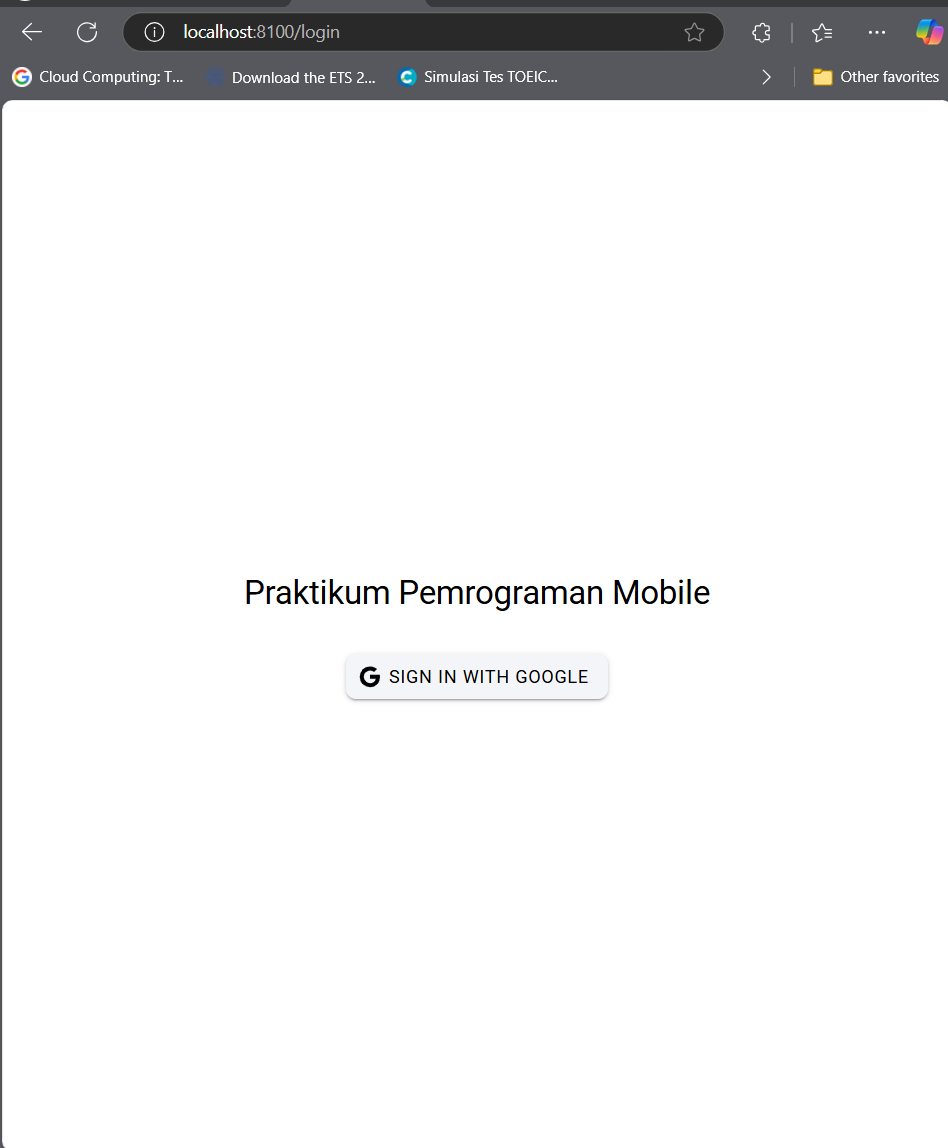 localhost:8100/login
Cloud Computing: T... Download the ETS 2... Simulasi Tes TOEIC... Other favorites
Praktikum Pemrograman Mobile
SIGN IN WITH GOOGLE